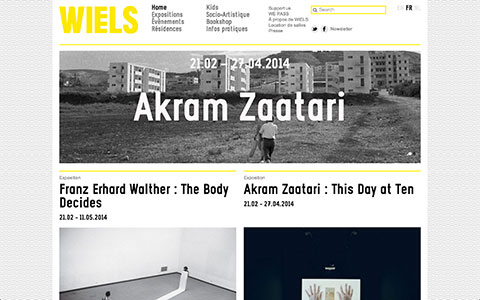 WIELS
Home
Expositions
Évènements
Résidences
Kids
Socio-Artistique
Bookshop
Infos pratiques
Support us
WE PASS
À propos de WIELS
Location de salles
Presse
Newsletter
Search
EN FR NL
21.02 – 27.04.2014
Akram Zaatari
Exposition
Franz Erhard Walther : The Body
Decides
21.02 – 11.05.2014
Exposition
Akram Zaatari : This Day at Ten
21.02 – 27.04.2014